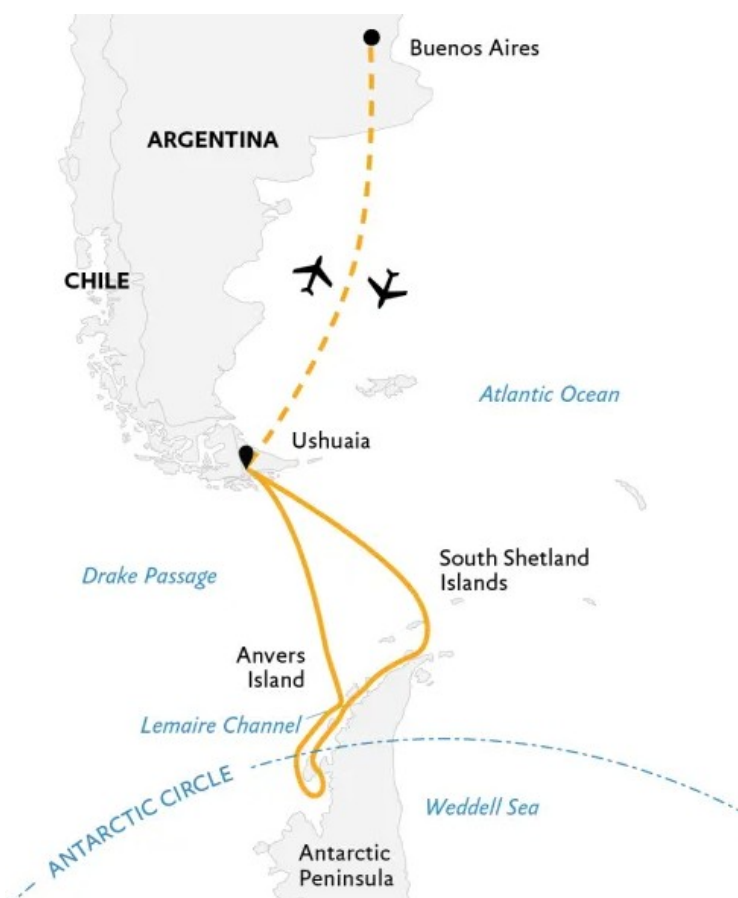 Buenos Aires
ARGENTINA
CHILE
Atlantic Ocean
Ushuaia
South Shetland
Islands
Drake Passage
Anvers
Island
Lemaire Channel
ANTARCTIC CIRCLE
Weddell Sea
Antarctic
Peninsula